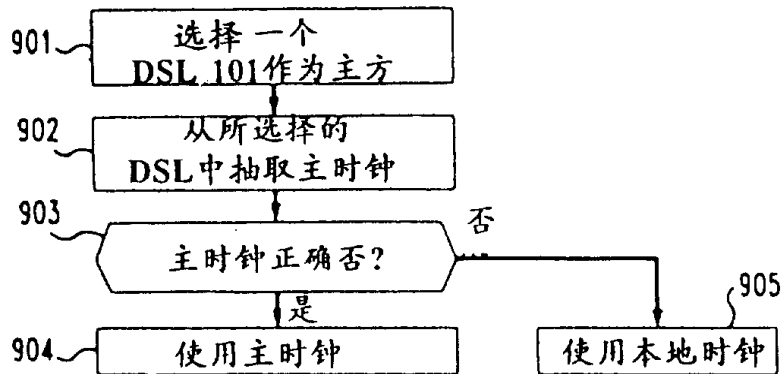 901
选择一个
DSL 101作为主方
902
从所选择的
DSL中抽取主时钟
903
主时钟正确否?
否
是
904
使用主时钟
905
使用本地时钟